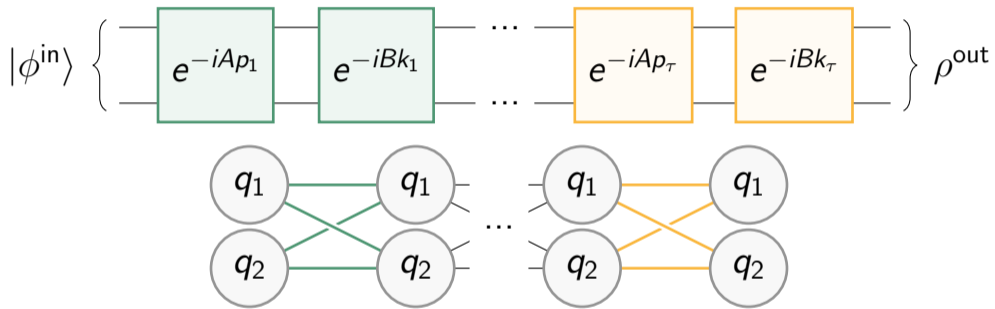 |ϕ^in⟩ e^{-iAp_1} e^{-iBk_1} ... ... e^{-iAp_τ} e^{-iBk_τ} ρ^out
q_1 q_1 q_1 q_1
...
q_2 q_2 q_2 q_2